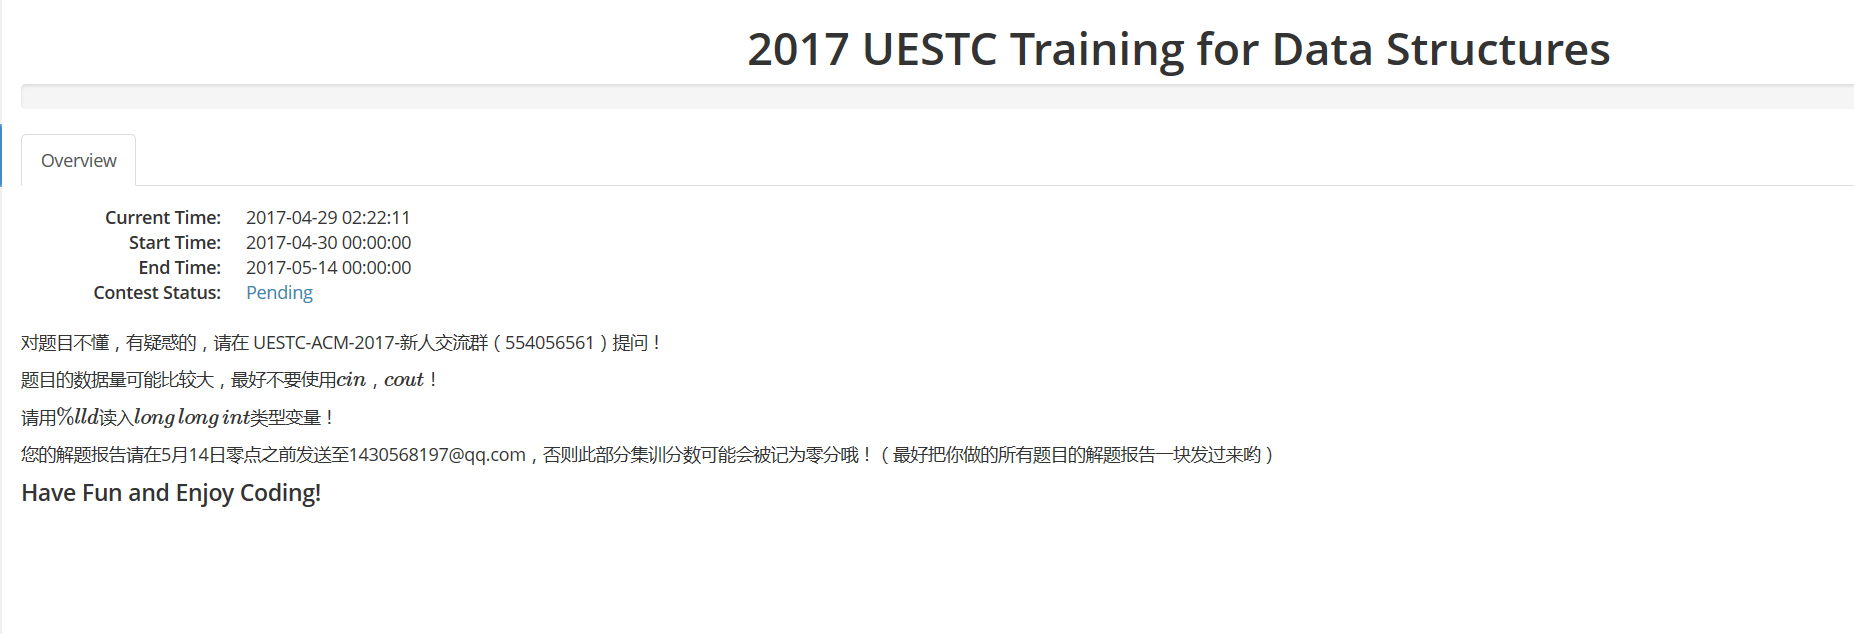 2017 UESTC Training for Data Structures
Overview
Current Time: 2017-04-29 02:22:11
Start Time: 2017-04-30 00:00:00
End Time: 2017-05-14 00:00:00
Contest Status: Pending
对题目不懂，有疑惑的，请在 UESTC-ACM-2017-新人交流群（554056561）提问！
题目的数据量可能比较大，最好不要使用cin，cout！
请用%lld读入long long int类型变量！
您的解题报告请在5月14日零点之前发送至1430568197@qq.com，否则此部分集训分数可能会被记为零分哦！（最好把你做的所有题目的解题报告一块发过来哟）
Have Fun and Enjoy Coding!